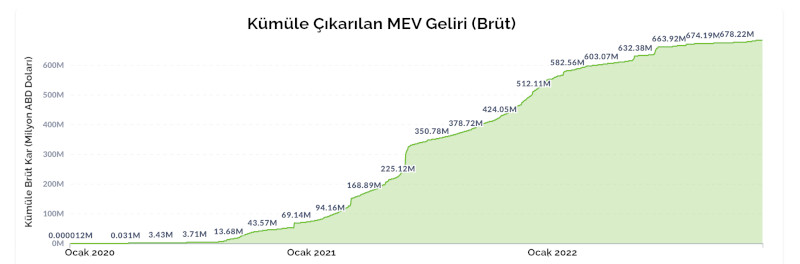 Kümüle Çıkarılan MEV Geliri (Brüt)
Kümüle Brüt Kar (Milyon ABD Doları)
600M
500M
400M
300M
200M
100M
0M
0.000012M
0.031M
3.43M
3.71M
13.68M
43.57M
69.14M
94.16M
168.89M
225.12M
350.78M
378.72M
424.05M
512.11M
582.56M
603.07M
632.38M
663.92M
674.19M
678.22M
Ocak 2020
Ocak 2021
Ocak 2022